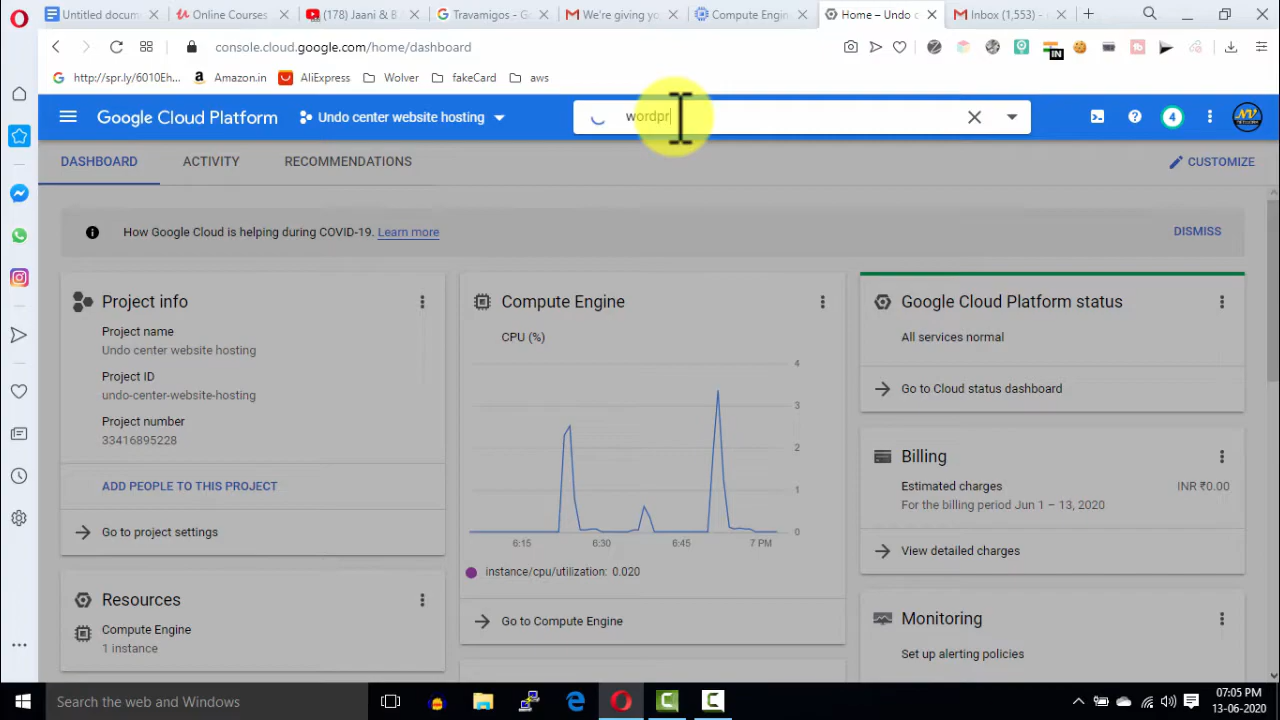 Untitled docum
Online Courses
(178) Jaani & B
Travamigos - G
We're giving yo
Compute Engin
Home – Undo c
Inbox (1,553) -
console.cloud.google.com/home/dashboard
IN
http://spr.ly/6010Eh...
Amazon.in
AliExpress
Wolver
fakeCard
aws
Google Cloud Platform
Undo center website hosting
wordpr
4
DASHBOARD
ACTIVITY
RECOMMENDATIONS
CUSTOMIZE
How Google Cloud is helping during COVID-19. Learn more
DISMISS
Project info
Project name
Undo center website hosting
Project ID
undo-center-website-hosting
Project number
33416895228
ADD PEOPLE TO THIS PROJECT
Go to project settings
Resources
Compute Engine
1 instance
Compute Engine
CPU (%)
4
3
2
1
0
6:15
6:30
6:45
7 PM
instance/cpu/utilization: 0.020
Go to Compute Engine
Google Cloud Platform status
All services normal
Go to Cloud status dashboard
Billing
Estimated charges
INR ₹0.00
For the billing period Jun 1 – 13, 2020
View detailed charges
Monitoring
Set up alerting policies
Search the web and Windows
07:05 PM
13-06-2020